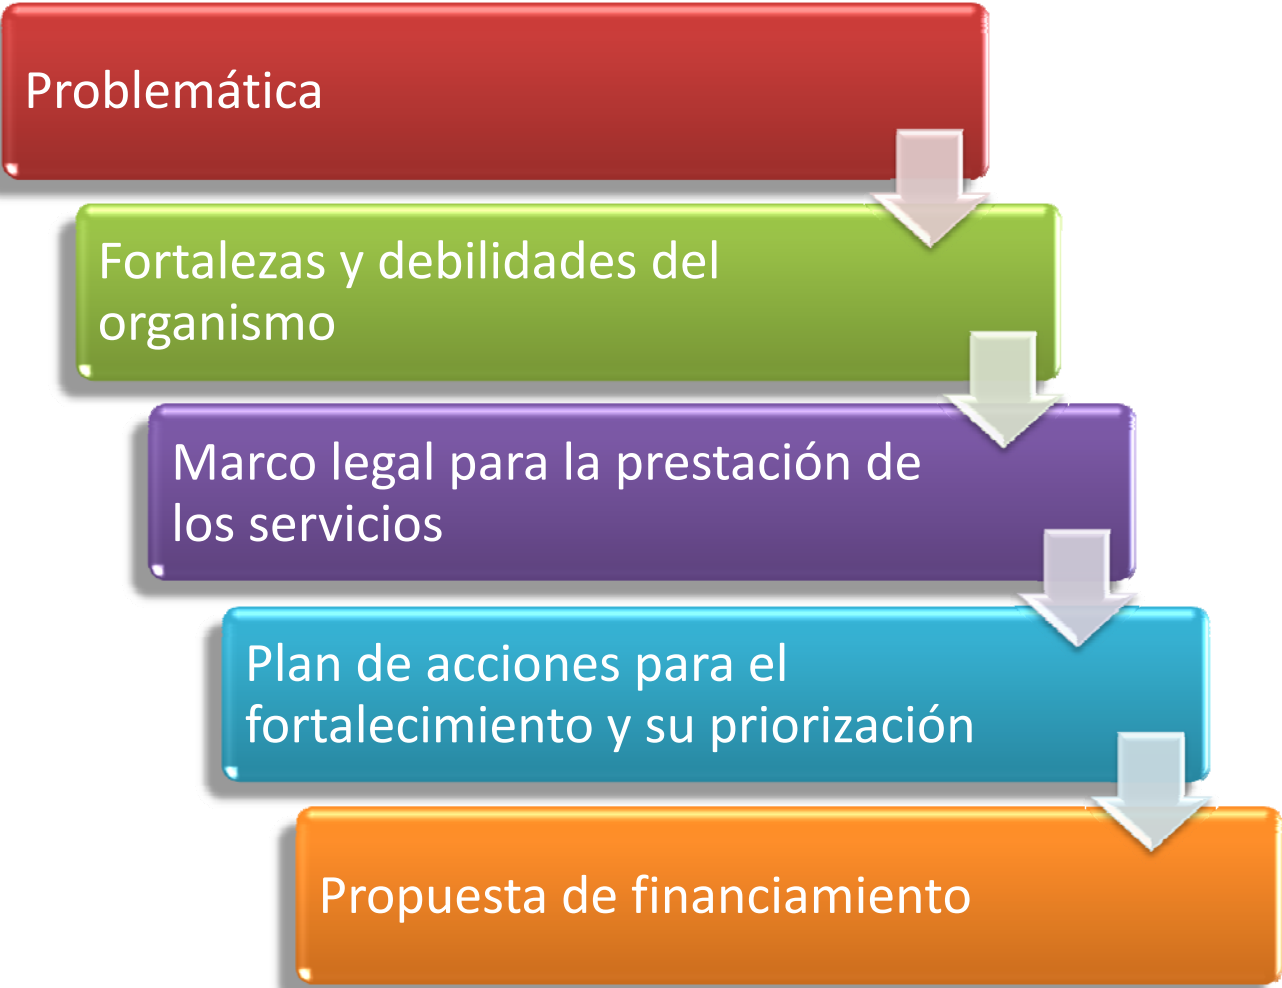 Problemática
Fortalezas y debilidades del
organismo
Marco legal para la prestación de
los servicios
Plan de acciones para el
fortalecimiento y su priorización
Propuesta de financiamiento